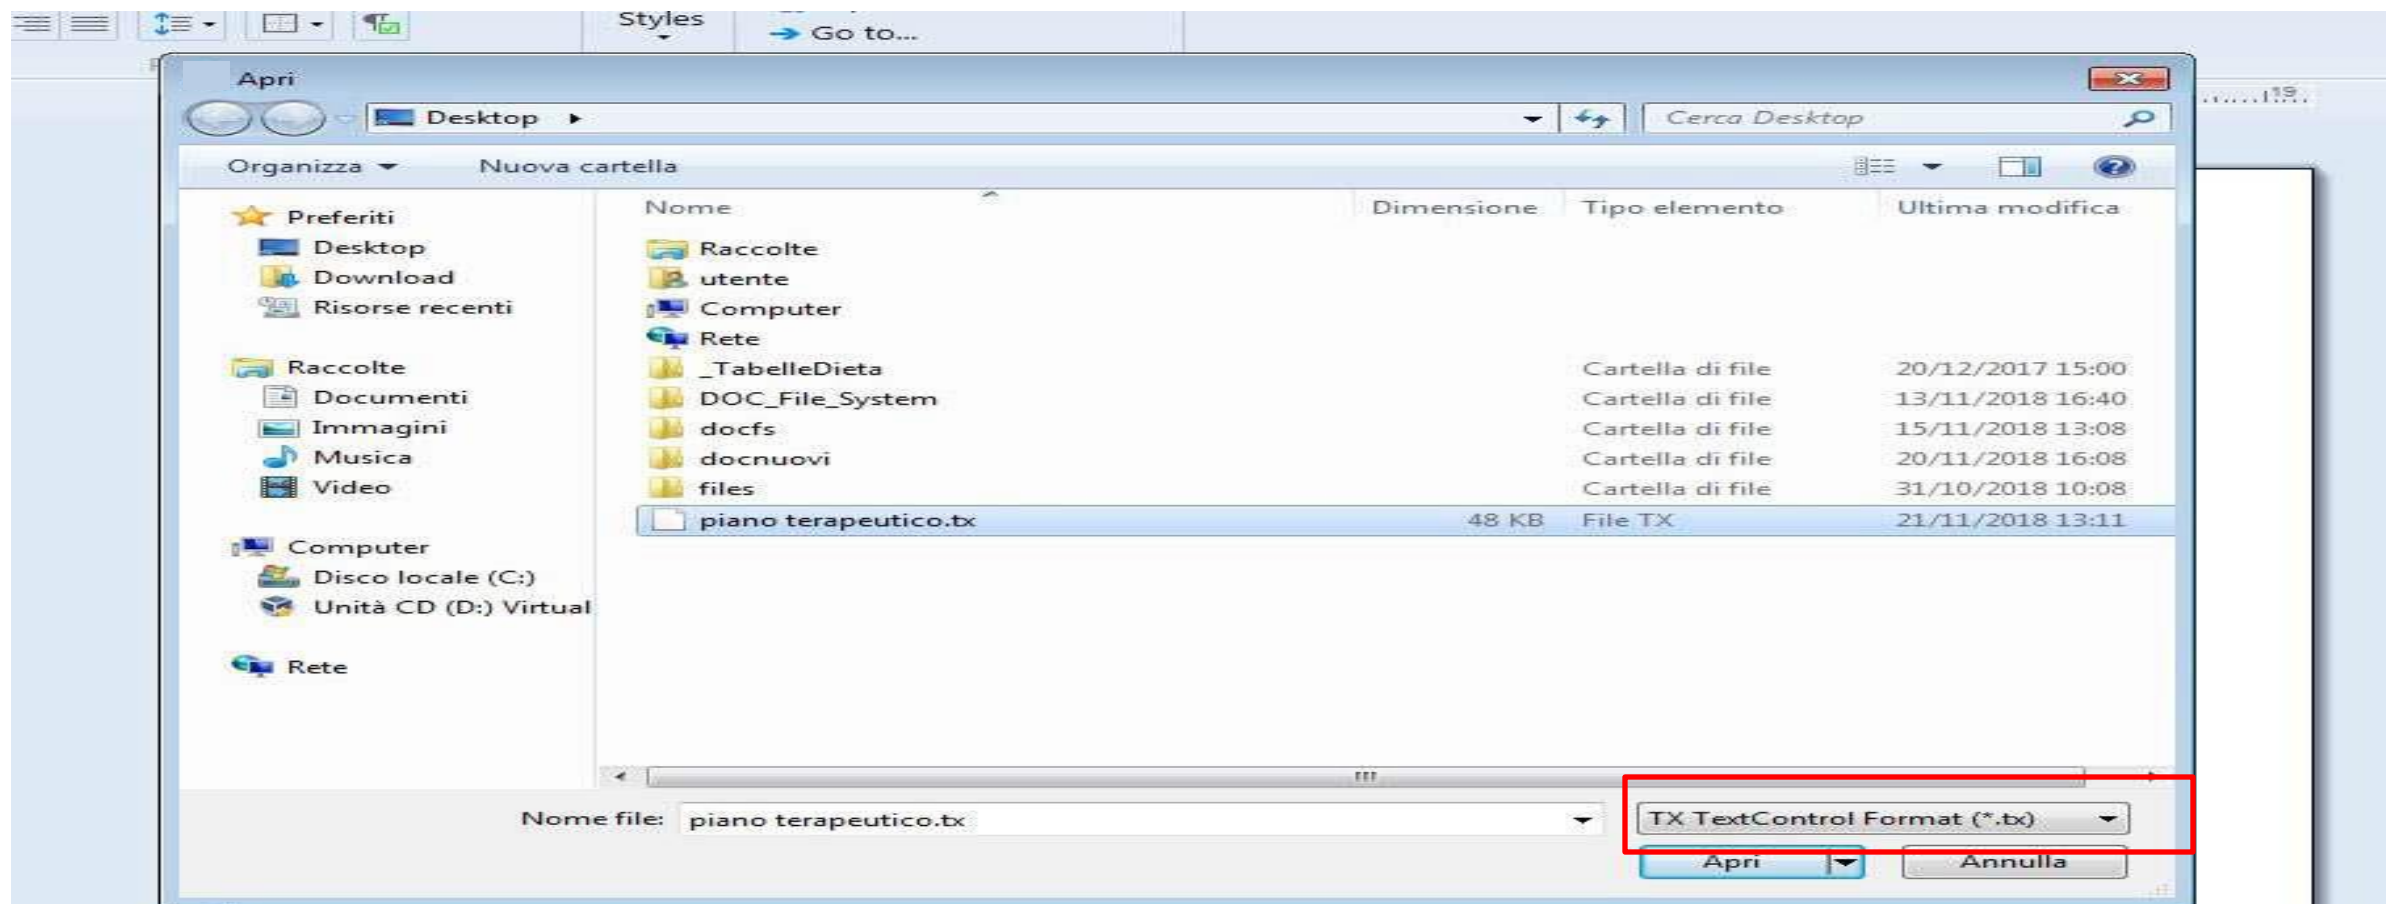 Styles
Go to...
19
Apri
Desktop
Cerca Desktop
Organizza
Nuova cartella
Nome Dimensione Tipo elemento Ultima modifica
Preferiti
Desktop
Download
Risorse recenti
Raccolte
Documenti
Immagini
Musica
Video
Computer
Disco locale (C:)
Unità CD (D:) Virtual
Rete
Raccolte
utente
Computer
Rete
_TabelleDieta Cartella di file 20/12/2017 15:00
DOC_File_System Cartella di file 13/11/2018 16:40
docfs Cartella di file 15/11/2018 13:08
docnuovi Cartella di file 20/11/2018 16:08
files Cartella di file 31/10/2018 10:08
piano terapeutico.tx 48 KB File TX 21/11/2018 13:11
Nome file: piano terapeutico.tx TX TextControl Format (*.tx)
Apri Annulla